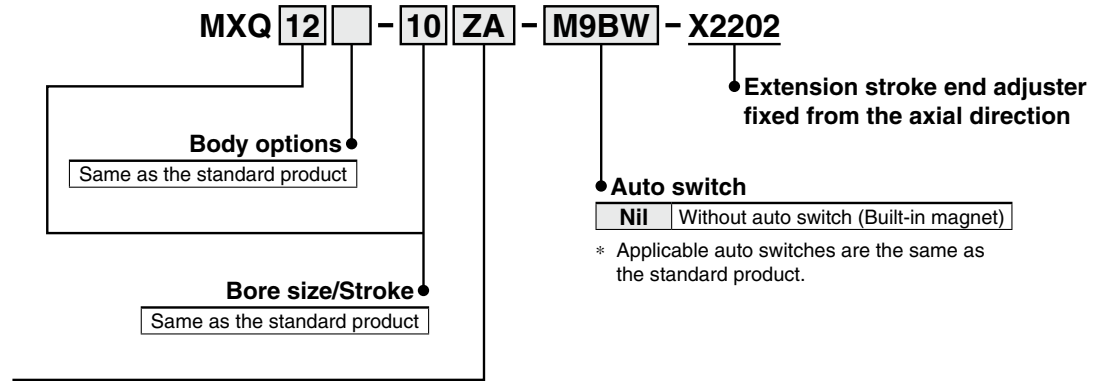 MXQ 12 - 10 ZA - M9BW - X2202
Extension stroke end adjuster
fixed from the axial direction
Body options
Same as the standard product
Auto switch
Nil Without auto switch (Built-in magnet)
* Applicable auto switches are the same as
the standard product.
Bore size/Stroke
Same as the standard product